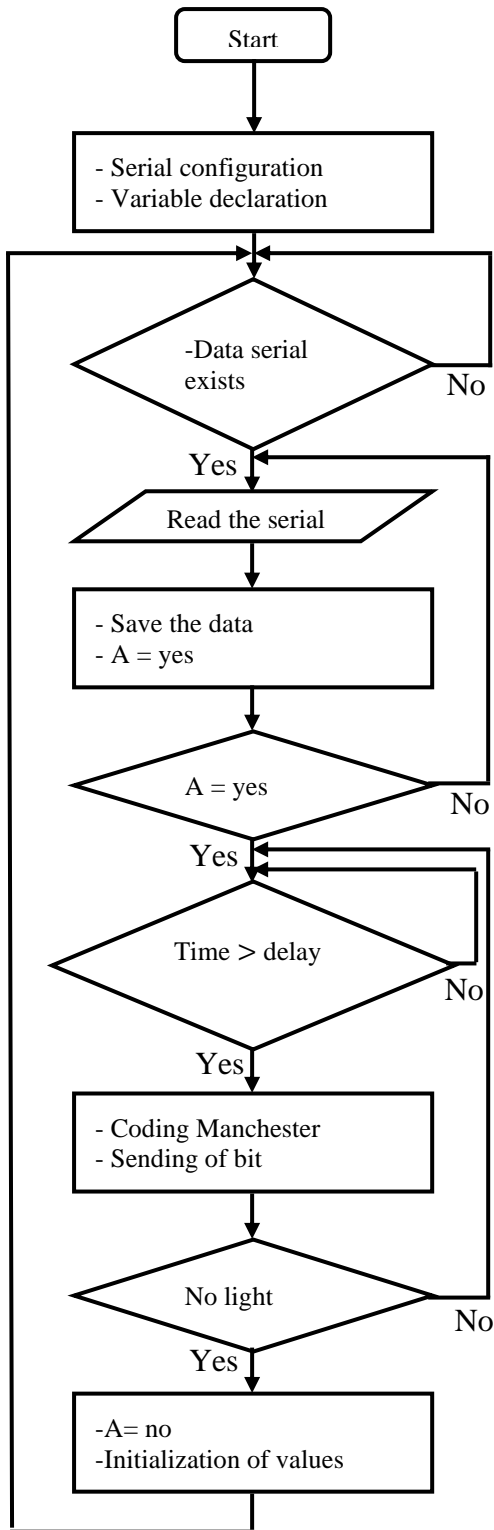 Start
- Serial configuration
- Variable declaration
-Data serial
exists
No
Yes
Read the serial
- Save the data
- A = yes
A = yes
No
Yes
Time > delay
No
Yes
- Coding Manchester
- Sending of bit
No light
No
Yes
-A= no
-Initialization of values